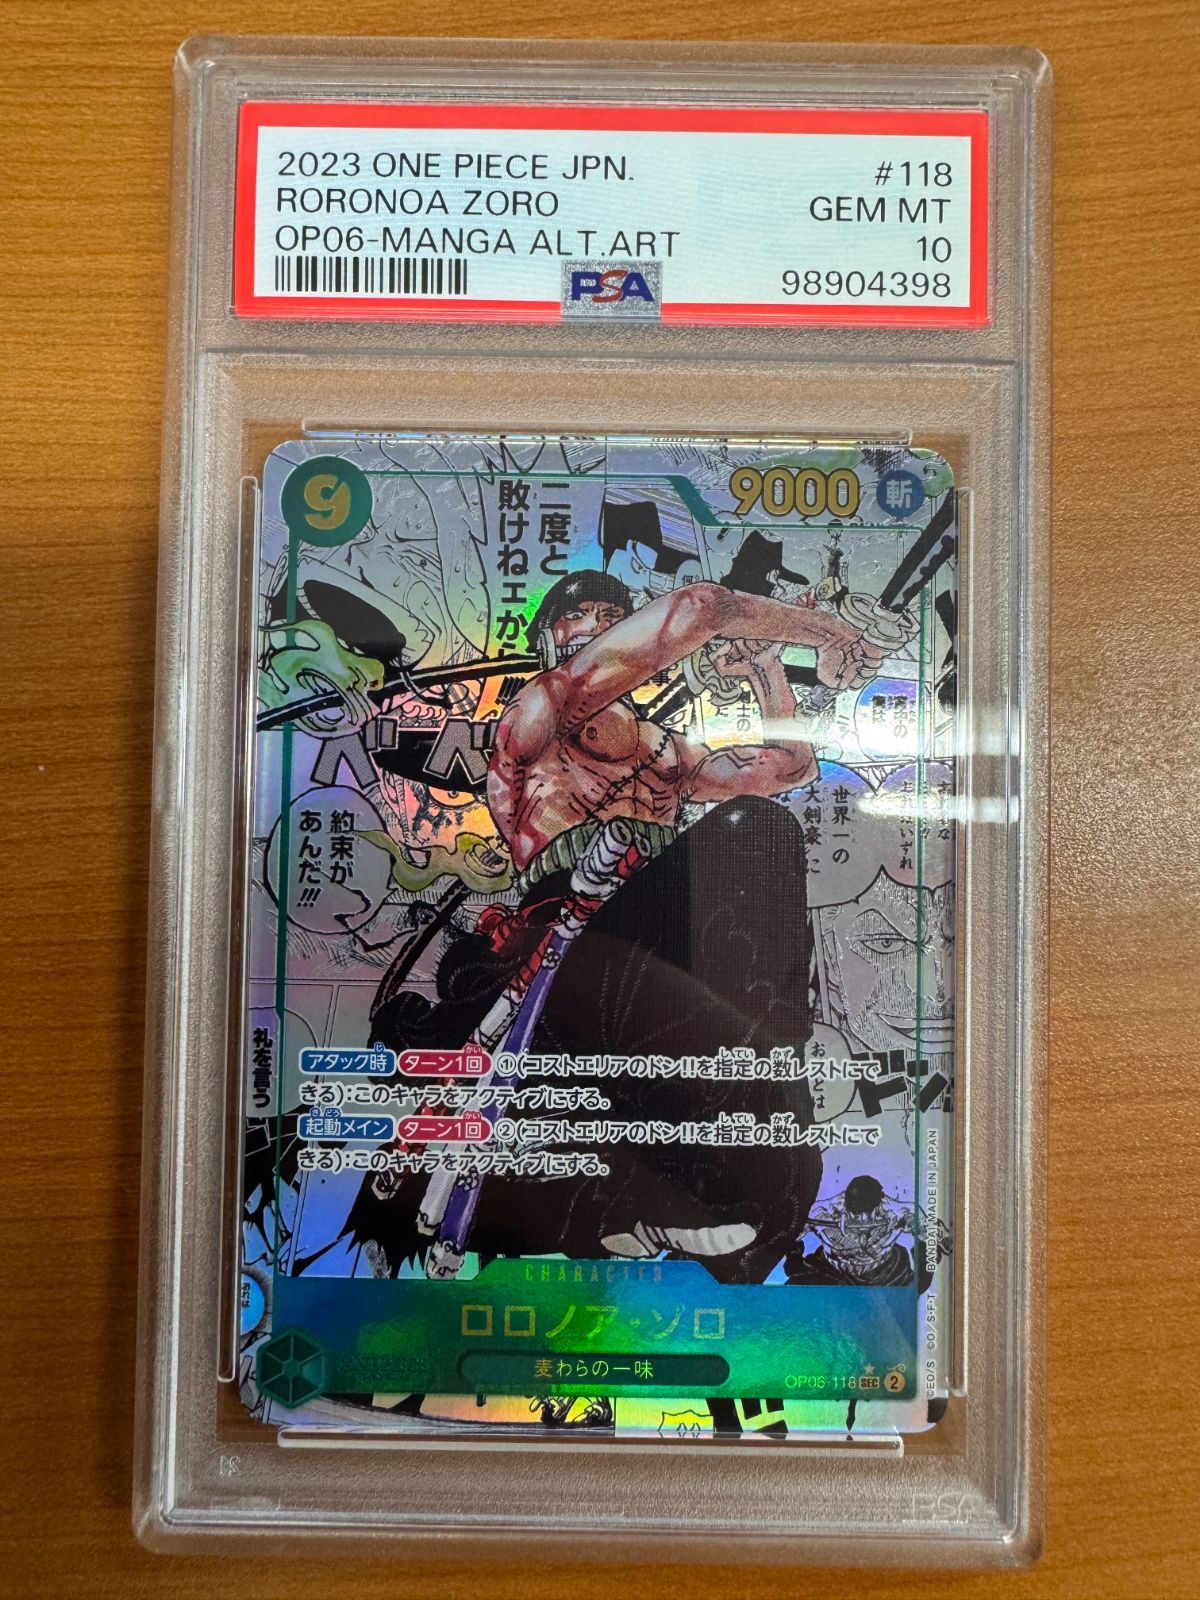 2023 ONE PIECE JPN.
#118
RORONOA ZORO
GEM MT
OP06-MANGA ALT.ART
10
PSA
98904398
9
9000
斬
二度と
敗けねェから
約束が
あんだ!!!
世界一の
大剣豪に
礼を言う
ドン
アタック時 ターン1回 ①(コストエリアのドン!!を指定の数レストにで
きる):このキャラをアクティブにする。
起動メイン ターン1回 ②(コストエリアのドン!!を指定の数レストにで
きる):このキャラをアクティブにする。
CHARACTER
ロロノア・ゾロ
麦わらの一味
OP06-118 SEC 2
©E.O/S. ©O/S・F・T BANDAI MADE IN JAPAN
PSA